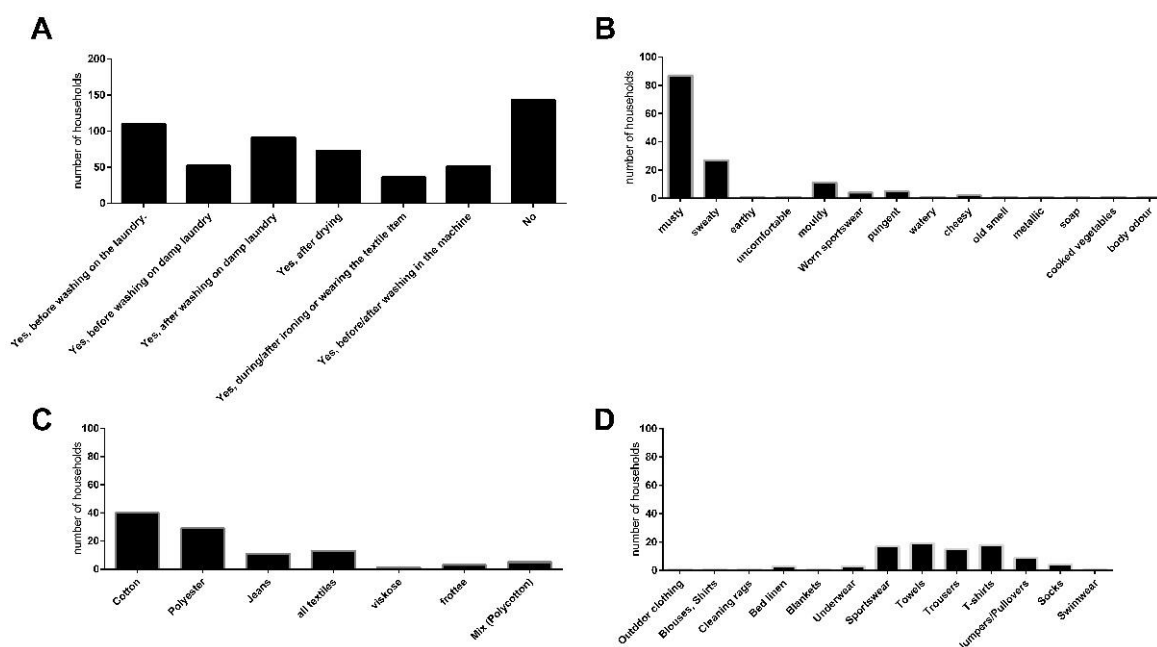 A
number of households
200
150
100
50
0
Yes, before washing on the laundry-
Yes, before washing on damp laundry
Yes, after washing on damp laundry
Yes, after drying
Yes, during/after ironing or wearing the textile item
Yes, before/after washing in the machine
No
B
number of households
100
80
60
40
20
0
musty
sweaty
earthy
uncomfortable
mouldy
Worn sportswear
pungent
watery
cheesy
old smell
metallic
soap
cooked vegetables
body odour
C
number of households
100
80
60
40
20
0
Cotton
Polyester
Jeans
all textiles
viskose
frottee
Mix (Polycotton)
D
number of households
100
80
60
40
20
0
Outddor clothing
Blouses, Shirts
Cleaning rags
Bed linen
Blankets
Underwear
Sportswear
Towels
Trousers
T-shirts
Jumpers/Pullovers
Socks
Swimwear